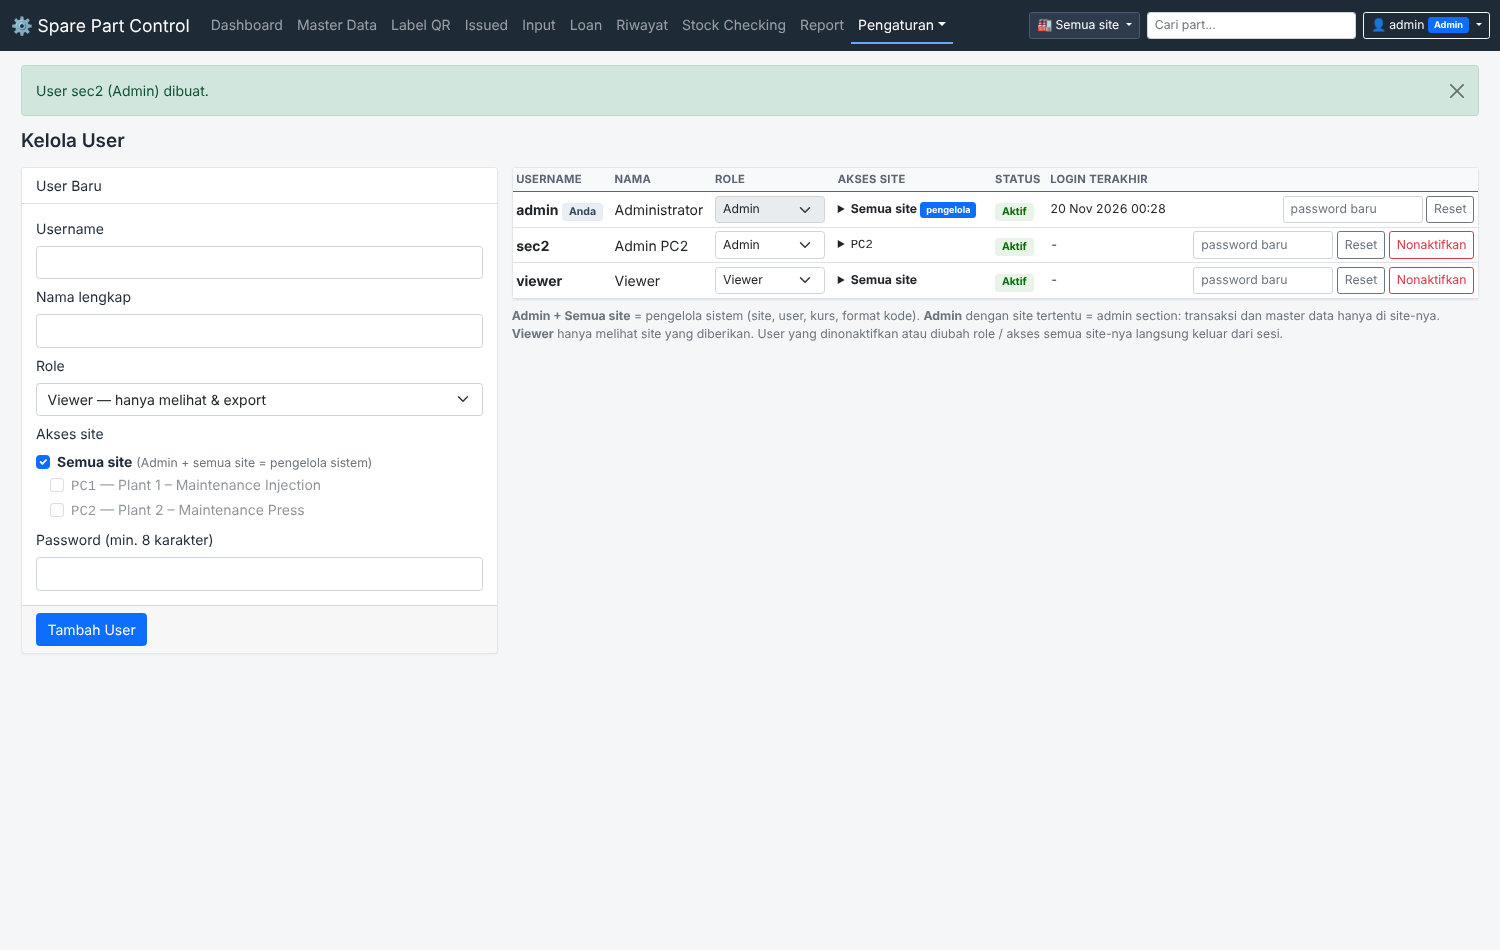 Spare Part Control Dashboard Master Data Label QR Issued Input Loan Riwayat Stock Checking Report Pengaturan Semua site Cari part... admin Admin
User sec2 (Admin) dibuat.
Kelola User
User Baru
Username
Nama lengkap
Role
Viewer — hanya melihat & export
Akses site
Semua site (Admin + semua site = pengelola sistem)
PC1 — Plant 1 – Maintenance Injection
PC2 — Plant 2 – Maintenance Press
Password (min. 8 karakter)
Tambah User
USERNAME NAMA ROLE AKSES SITE STATUS LOGIN TERAKHIR
admin Anda Administrator Admin Semua site pengelola Aktif 20 Nov 2026 00:28 password baru Reset
sec2 Admin PC2 Admin PC2 Aktif - password baru Reset Nonaktifkan
viewer Viewer Viewer Semua site Aktif - password baru Reset Nonaktifkan
Admin + Semua site = pengelola sistem (site, user, kurs, format kode). Admin dengan site tertentu = admin section: transaksi dan master data hanya di site-nya.
Viewer hanya melihat site yang diberikan. User yang dinonaktifkan atau diubah role / akses semua site-nya langsung keluar dari sesi.